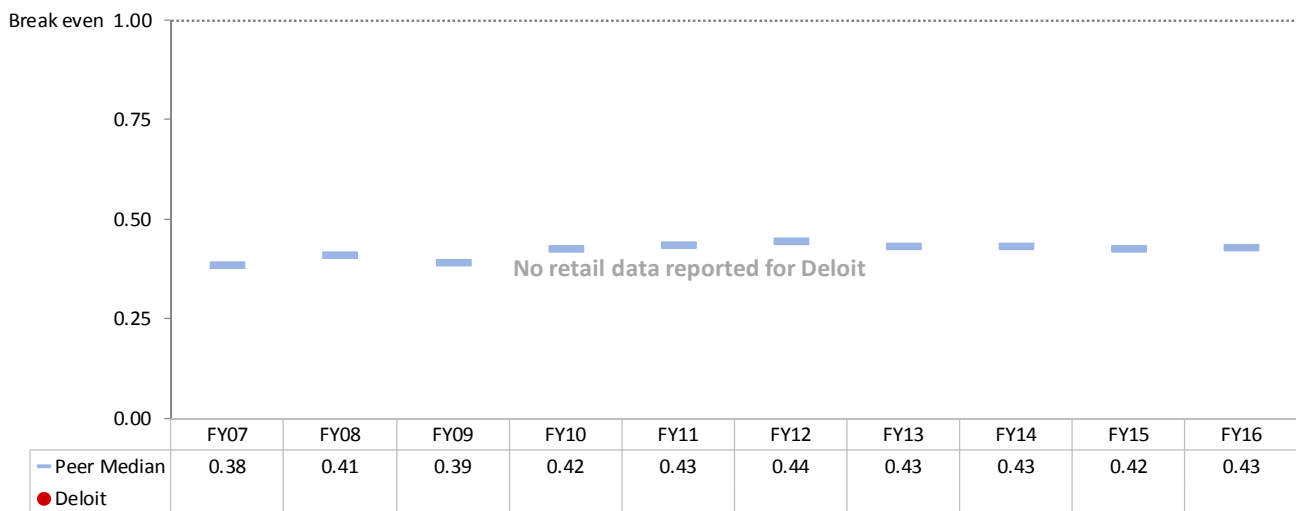 Break even 1.00
0.75
0.50
No retail data reported for Deloit
0.25
0.00
FY07 FY08 FY09 FY10 FY11 FY12 FY13 FY14 FY15 FY16
Peer Median 0.38 0.41 0.39 0.42 0.43 0.44 0.43 0.43 0.42 0.43
Deloit